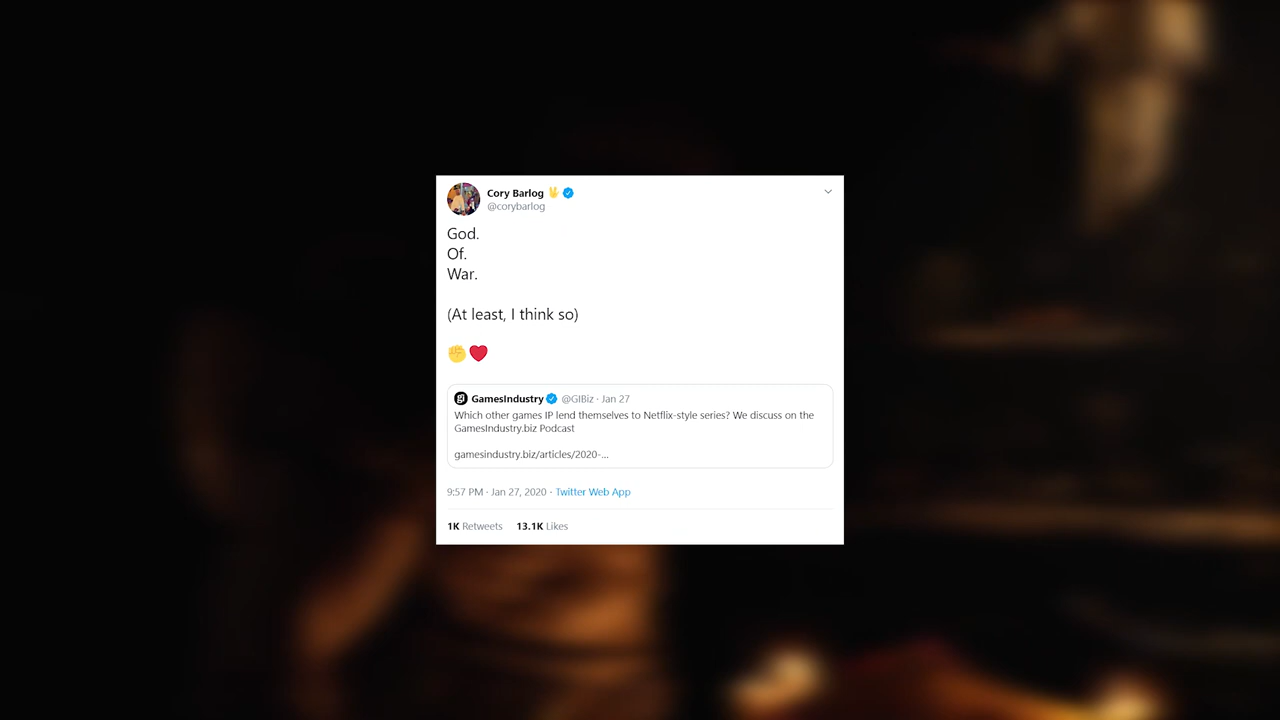 Cory Barlog 🤘
@corybarlog
God.
Of.
War.
(At least, I think so)
✊❤️
GamesIndustry @GIBiz · Jan 27
Which other games IP lend themselves to Netflix-style series? We discuss on the
GamesIndustry.biz Podcast
gamesindustry.biz/articles/2020-...
9:57 PM · Jan 27, 2020 · Twitter Web App
1K Retweets 13.1K Likes